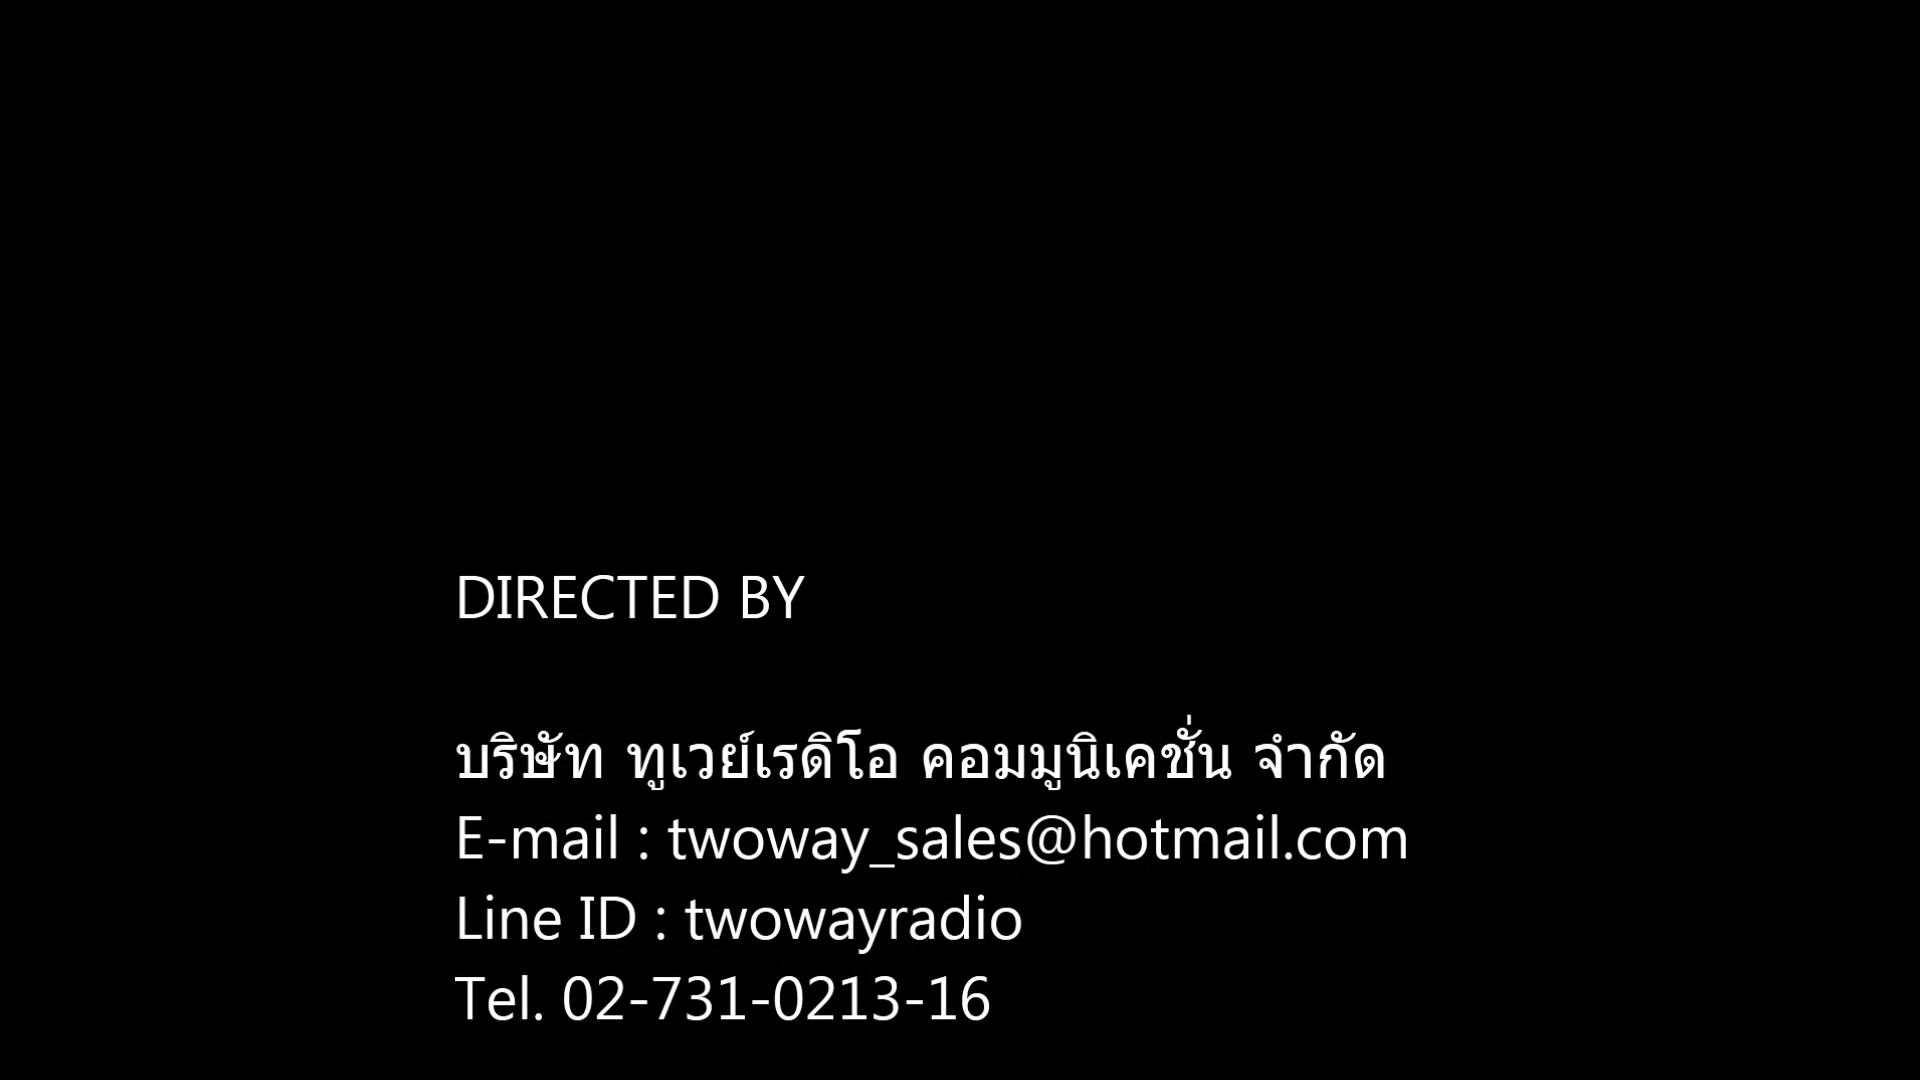 DIRECTED BY
บริษัท ทูเวย์เรดิโอ คอมมูนิเคชั่น จำกัด
E-mail : twoway_sales@hotmail.com
Line ID : twowayradio
Tel. 02-731-0213-16